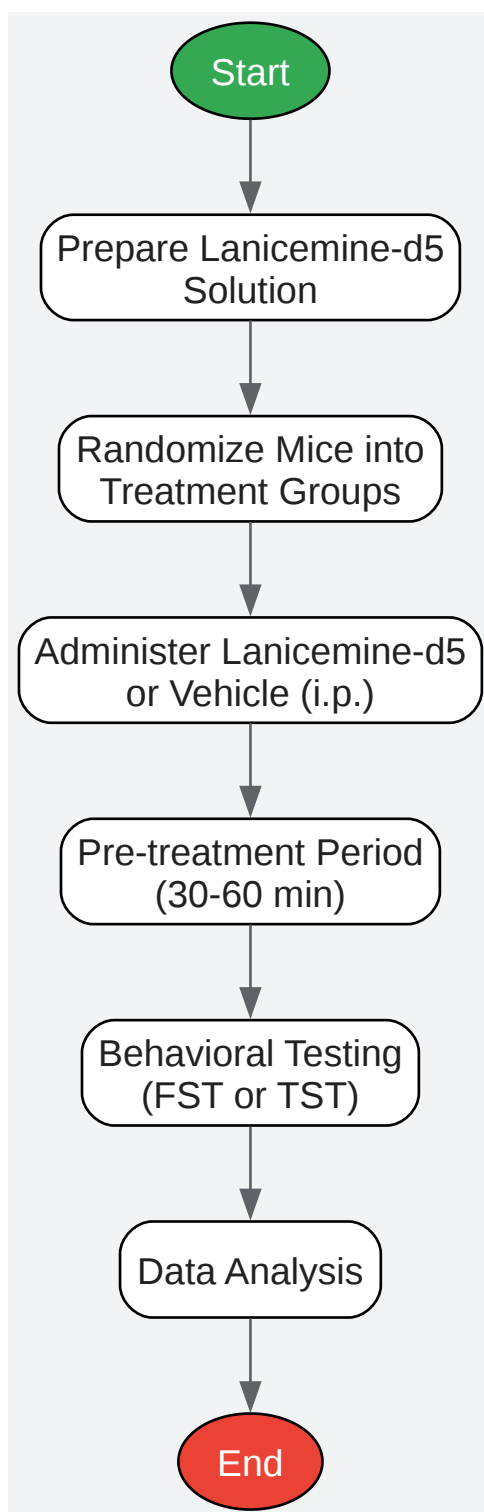 Start
Prepare Lanicemine-d5
Solution
Randomize Mice into
Treatment Groups
Administer Lanicemine-d5
or Vehicle (i.p.)
Pre-treatment Period
(30-60 min)
Behavioral Testing
(FST or TST)
Data Analysis
End